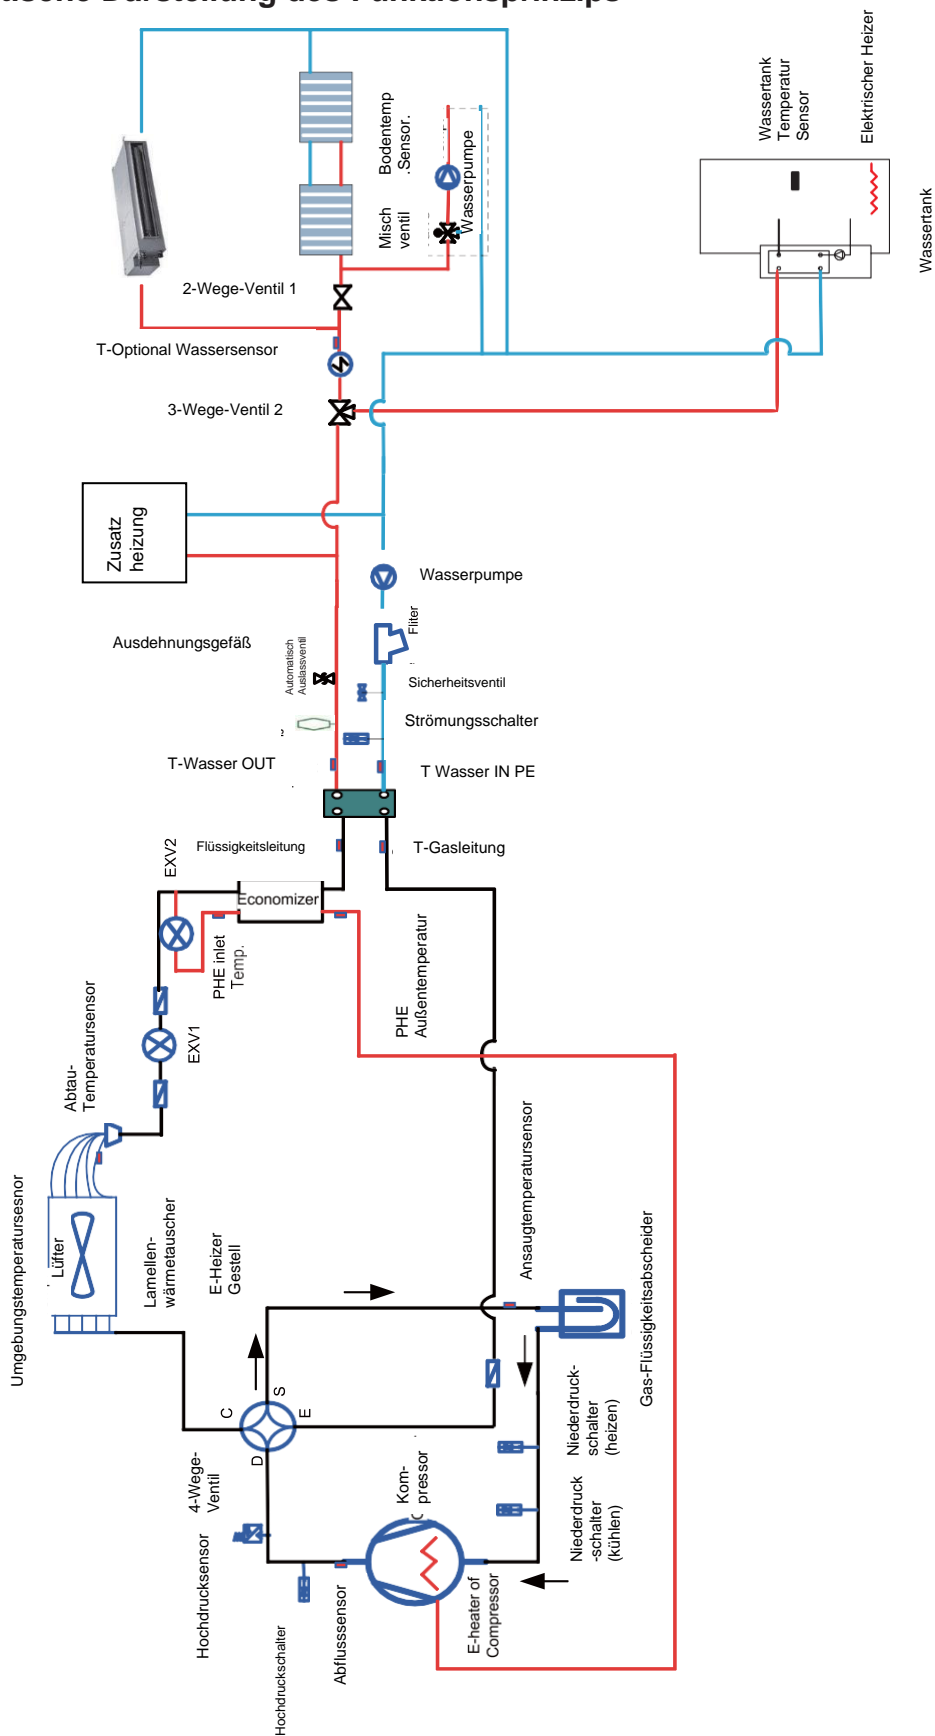 Darstellung des Funktionsprinzips
Wassertank
Temperatur
Sensor
Elektrischer Heizer
Wassertank
Bodentemp
.Sensor.
Misch
ventil
Wasserpumpe
2-Wege-Ventil 1
T-Optional Wassersensor
3-Wege-Ventil 2
Zusatz
heizung
Wasserpumpe
Fliter
Ausdehnungsgefäß
Automatisch
Auslassventil
Sicherheitsventil
Strömungsschalter
T-Wasser OUT
T Wasser IN PE
Flüssigkeitsleitung
T-Gasleitung
EXV2
Economizer
PHE inlet
Temp.
PHE
Außentemperatur
EXV1
Abtau-
Temperatursensor
Umgebungstemperatursesnor
Lüfter
Lamellen-
wärmetauscher
E-Heizer
Gestell
Ansaugtemperatursensor
Gas-Flüssigkeitsabscheider
C
S
E
D
4-Wege-
Ventil
Hochdrucksensor
Hochdruckschalter
Abflusssensor
Kom-
pressor
E-heater of
Compressor
Niederdruck-
schalter
(heizen)
Niederdruck
-schalter
(kühlen)